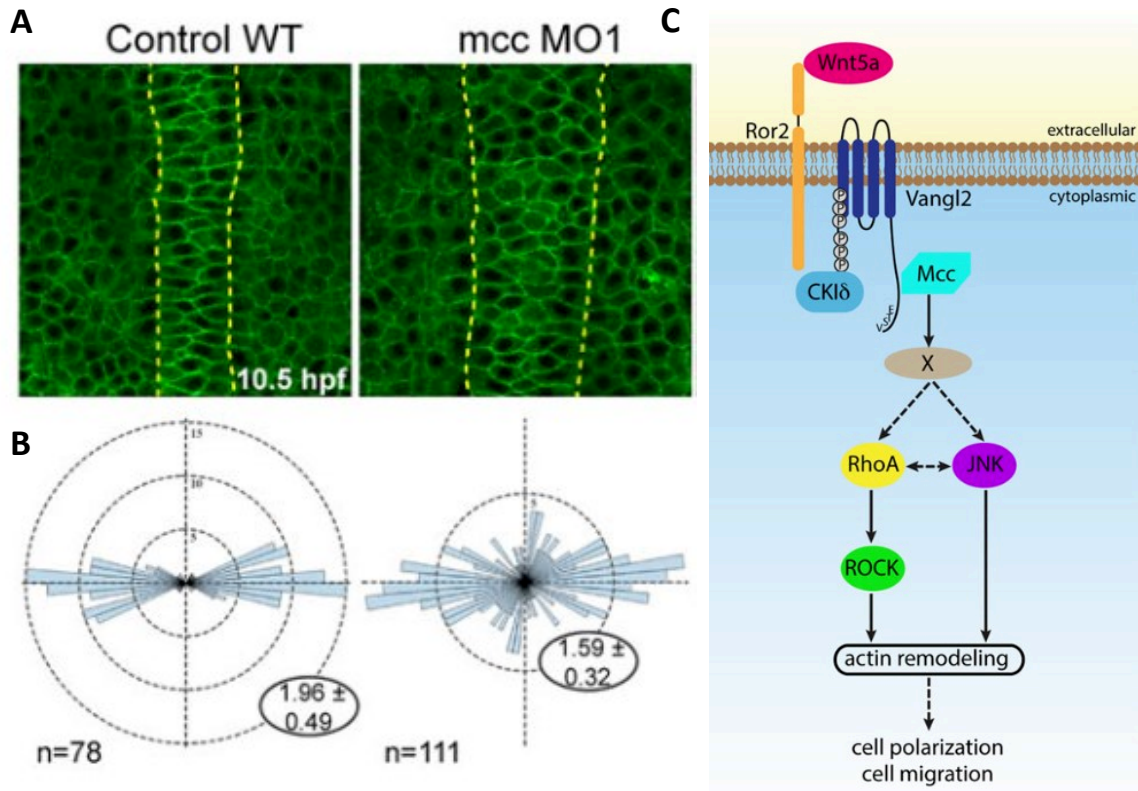 A
Control WT
mcc MO1
10.5 hpf
B
15
10
5
1.96 ±
0.49
n=78
5
1.59 ±
0.32
n=111
C
Wnt5a
Ror2
extracellular
cytoplasmic
Vangl2
P
P
P
P
P
P
CKIδ
Mcc
VSFE
X
RhoA
JNK
ROCK
actin remodeling
cell polarization
cell migration